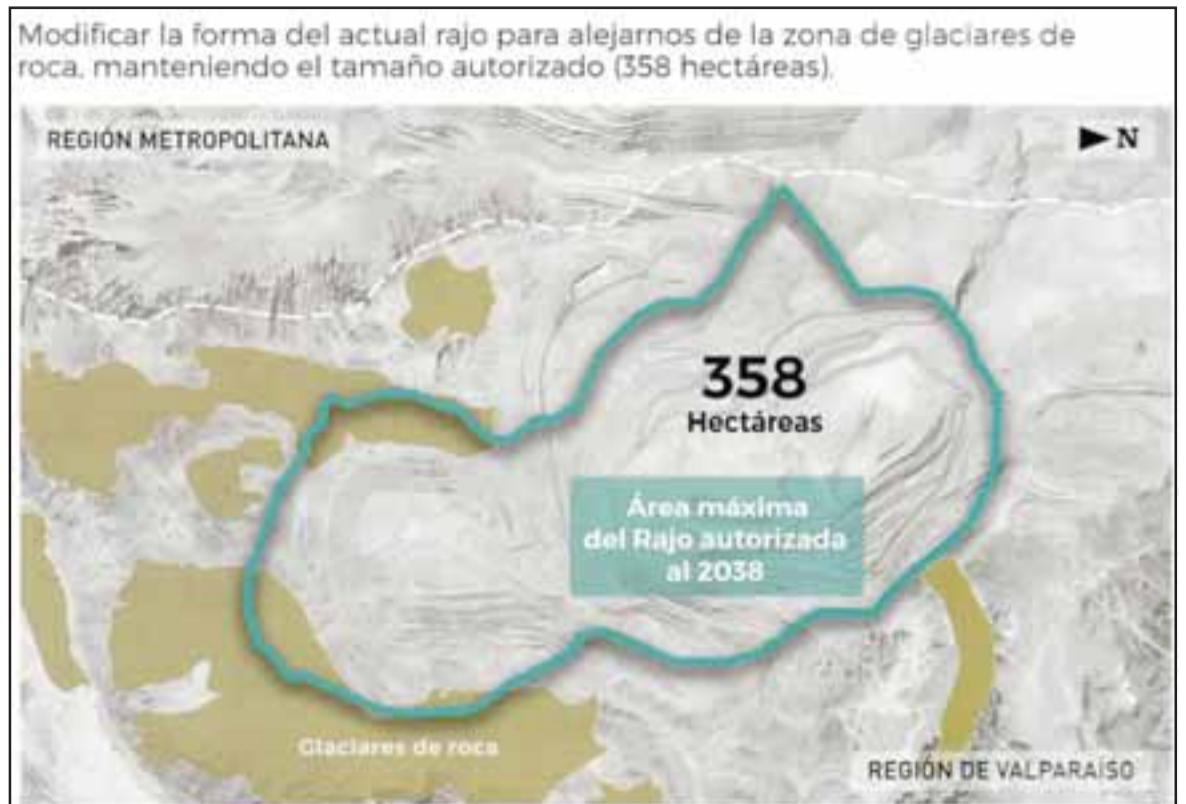 Modificar la forma del actual rajo para alejarnos de la zona de glaciares de
roca, manteniendo el tamaño autorizado (358 hectáreas).
REGIÓN METROPOLITANA
N
358
Hectáreas
Área máxima
del Rajo autorizada
al 2038
Glaciares de roca
REGIÓN DE VALPARAÍSO